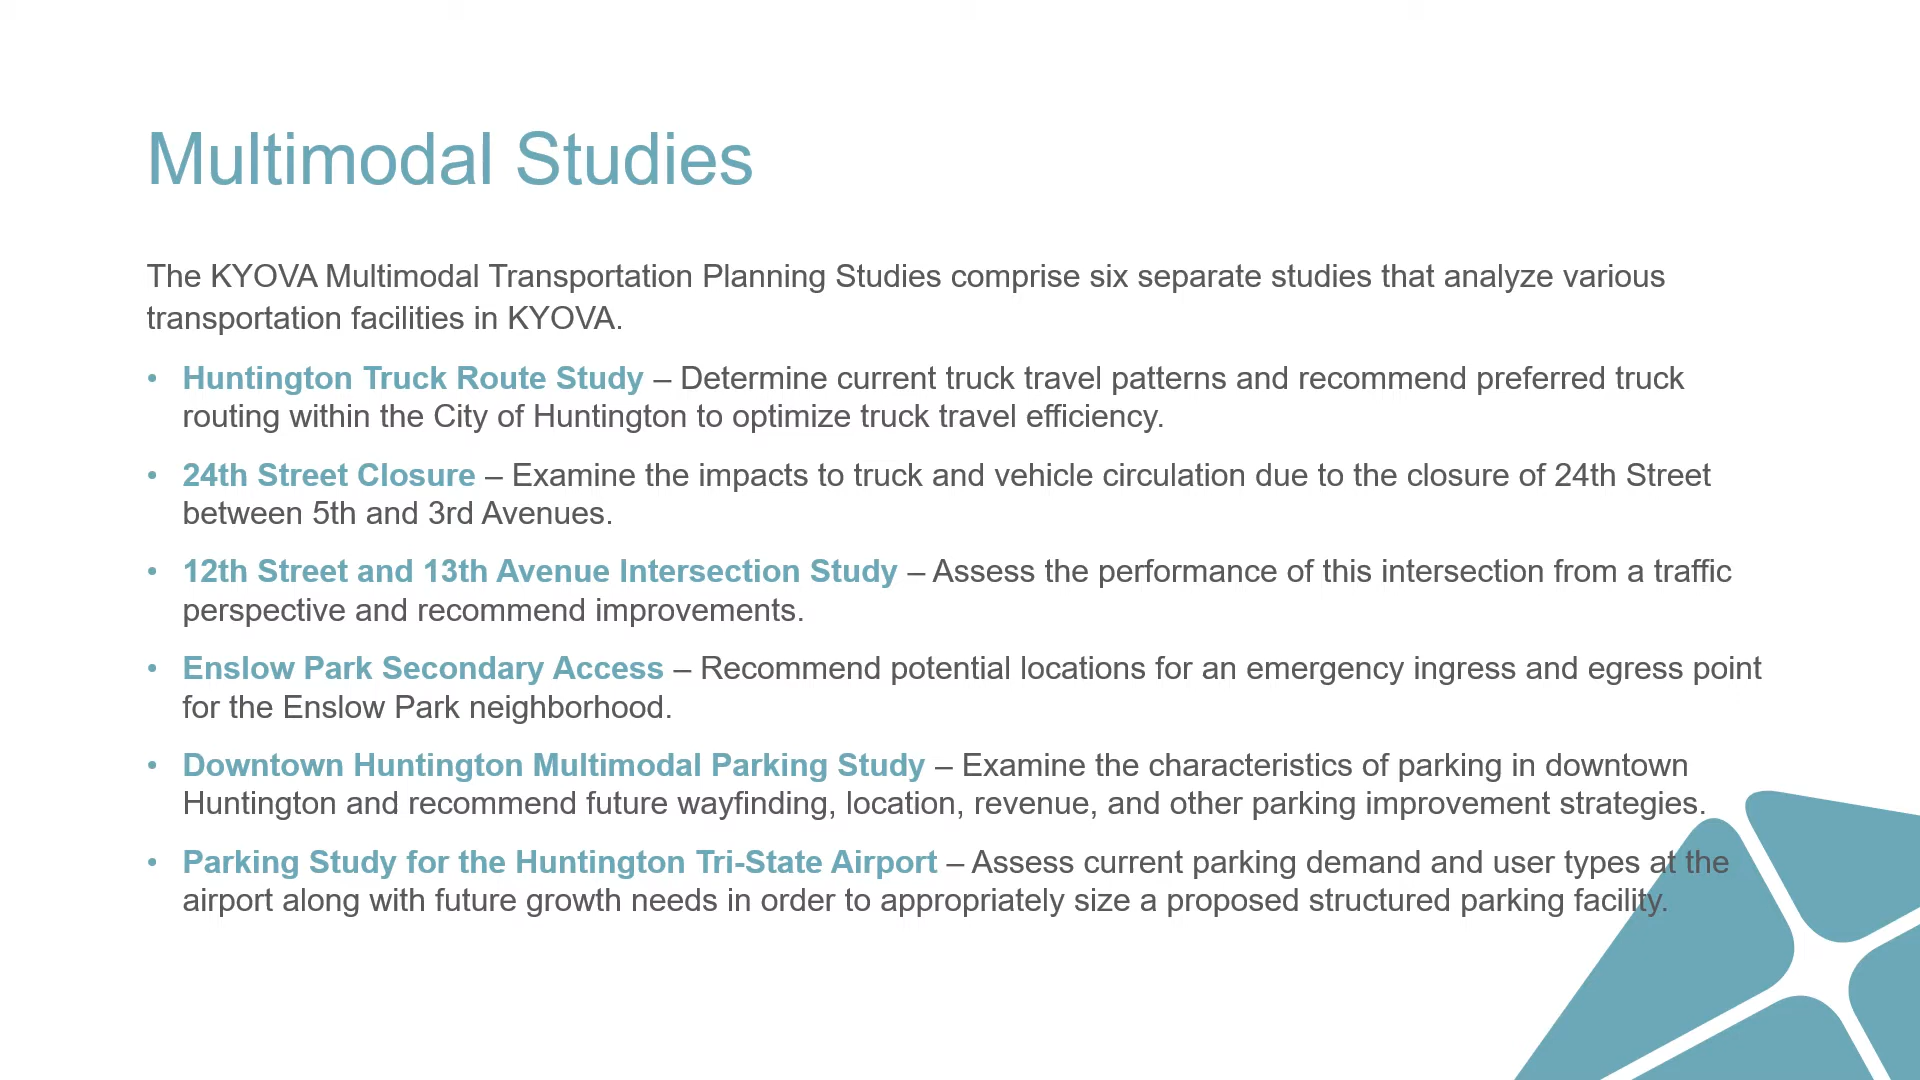 Multimodal Studies
The KYOVA Multimodal Transportation Planning Studies comprise six separate studies that analyze various
transportation facilities in KYOVA.
• Huntington Truck Route Study – Determine current truck travel patterns and recommend preferred truck
routing within the City of Huntington to optimize truck travel efficiency.
• 24th Street Closure – Examine the impacts to truck and vehicle circulation due to the closure of 24th Street
between 5th and 3rd Avenues.
• 12th Street and 13th Avenue Intersection Study – Assess the performance of this intersection from a traffic
perspective and recommend improvements.
• Enslow Park Secondary Access – Recommend potential locations for an emergency ingress and egress point
for the Enslow Park neighborhood.
• Downtown Huntington Multimodal Parking Study – Examine the characteristics of parking in downtown
Huntington and recommend future wayfinding, location, revenue, and other parking improvement strategies.
• Parking Study for the Huntington Tri-State Airport – Assess current parking demand and user types at the
airport along with future growth needs in order to appropriately size a proposed structured parking facility.